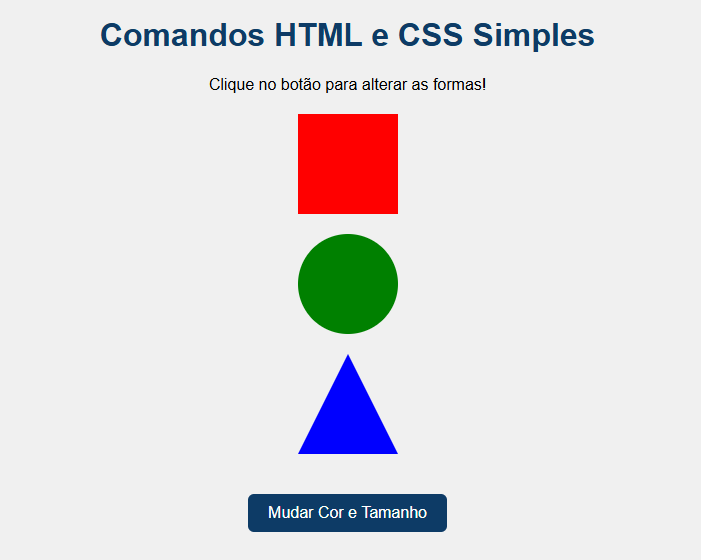 Comandos HTML e CSS Simples
Clique no botão para alterar as formas!
Mudar Cor e Tamanho